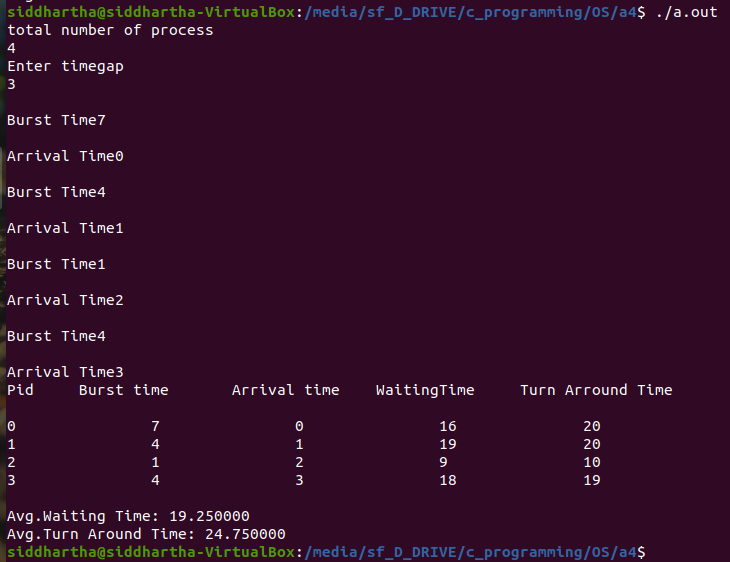 siddhartha@siddhartha-VirtualBox:/media/sf_D_DRIVE/c_programming/OS/a4$ ./a.out
total number of process
4
Enter timegap
3
Burst Time7
Arrival Time0
Burst Time4
Arrival Time1
Burst Time1
Arrival Time2
Burst Time4
Arrival Time3
Pid Burst time Arrival time WaitingTime Turn Arround Time
0 7 0 16 20
1 4 1 19 20
2 1 2 9 10
3 4 3 18 19
Avg.Waiting Time: 19.250000
Avg.Turn Around Time: 24.750000
siddhartha@siddhartha-VirtualBox:/media/sf_D_DRIVE/c_programming/OS/a4$